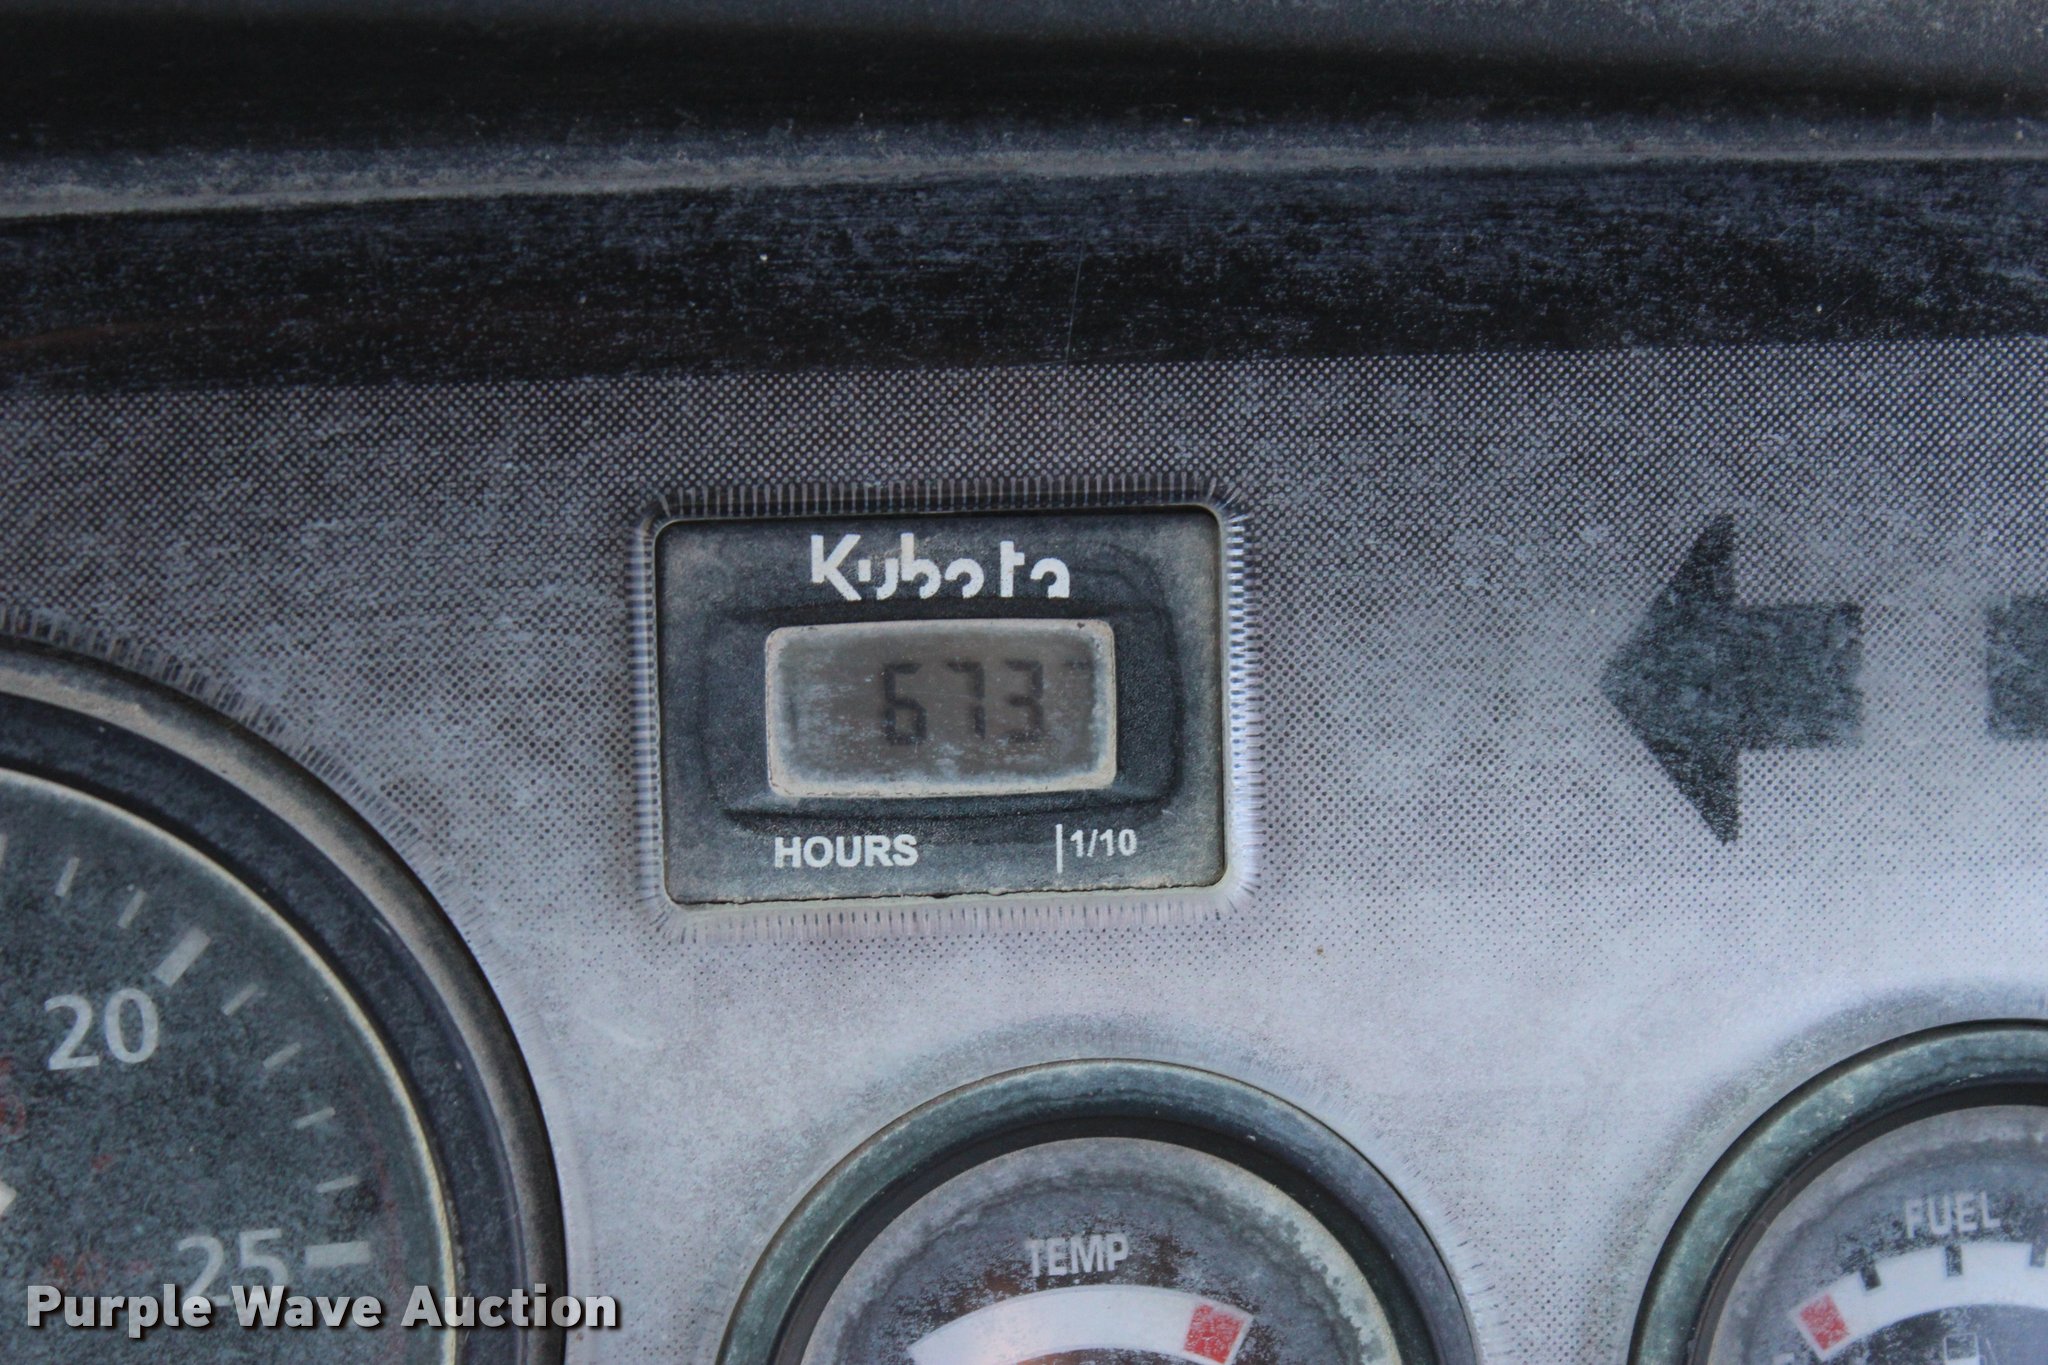 Kubota
673
HOURS 1/10
20
25
TEMP
FUEL
Purple Wave Auction